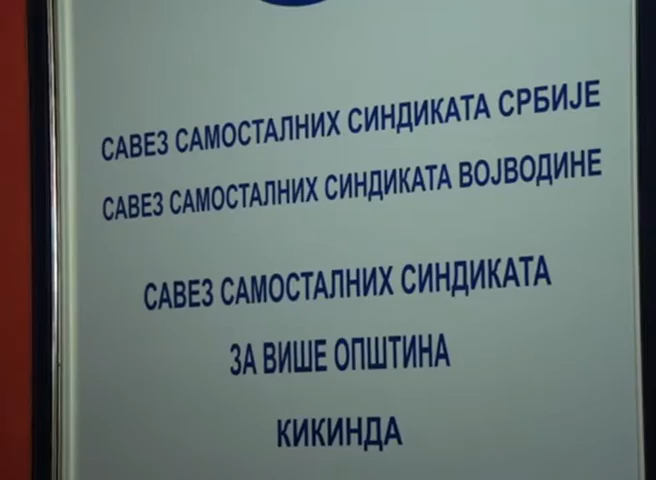 САВЕЗ САМОСТАЛНИХ СИНДИКАТА СРБИЈЕ
САВЕЗ САМОСТАЛНИХ СИНДИКАТА ВОЈВОДИНЕ
САВЕЗ САМОСТАЛНИХ СИНДИКАТА
ЗА ВИШЕ ОПШТИНА
КИКИНДА